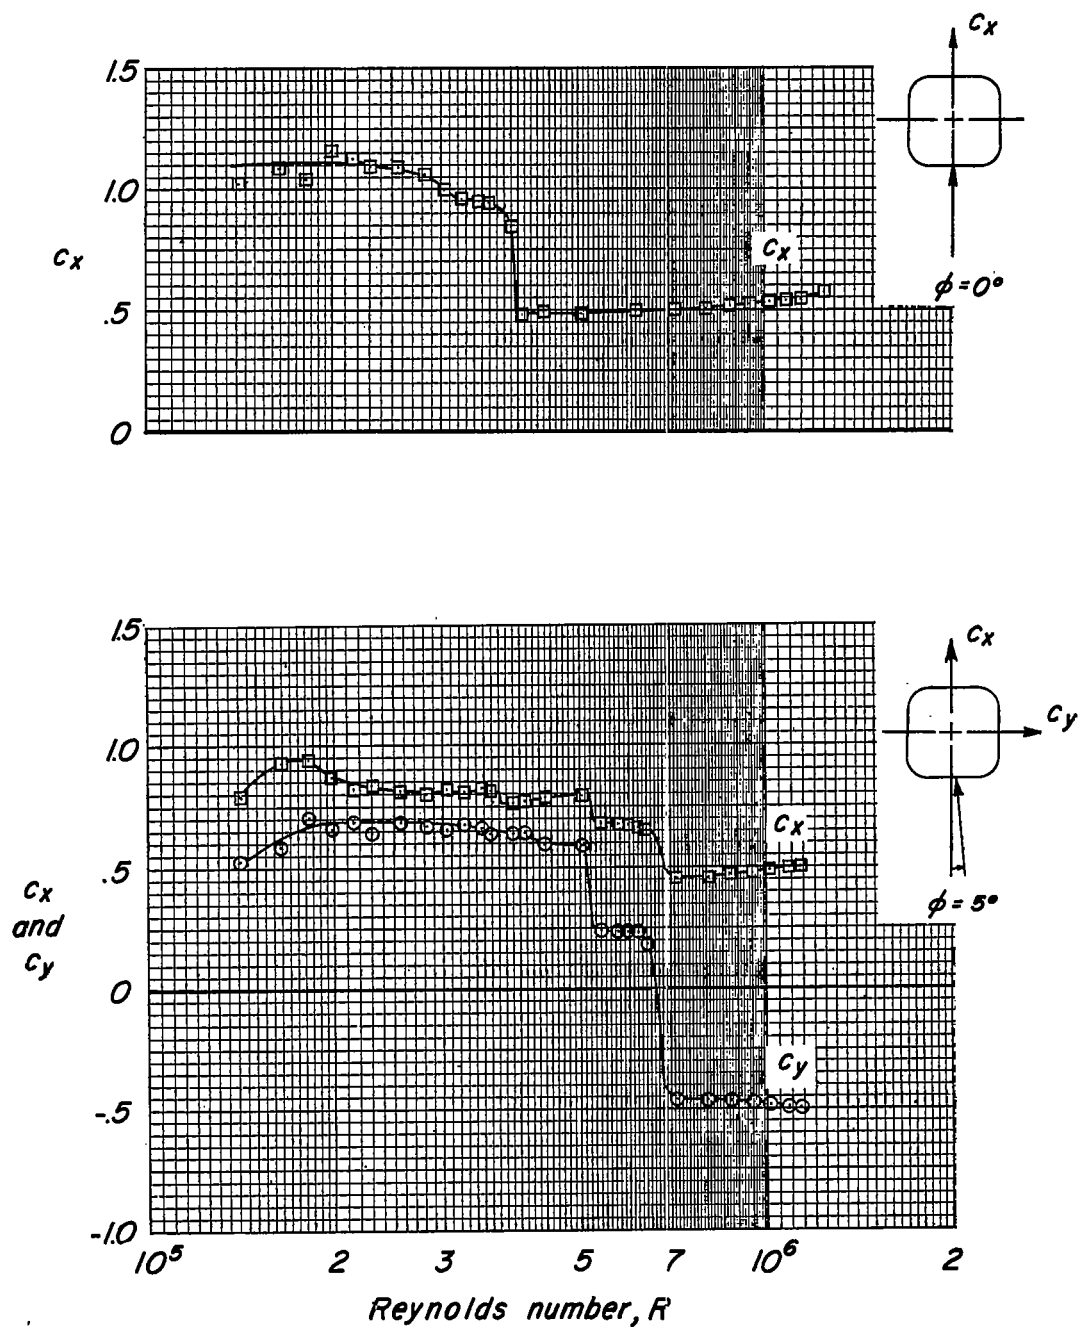 Cx
1.5
1.0
Cx
.5
0
Cx
φ = 0°
1.5
1.0
.5
0
-.5
-1.0
Cx
and
Cy
Cx
Cy
Cx
φ = 5°
Cy
10⁵ 2 3 5 7 10⁶ 2
Reynolds number, R